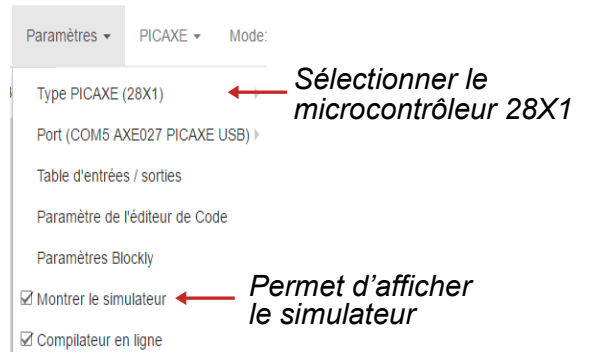 Paramètres PICAXE Mode:
Type PICAXE (28X1)
Sélectionner le
microcontrôleur 28X1
Port (COM5 AXE027 PICAXE USB)
Table d'entrées / sorties
Paramètre de l'éditeur de Code
Paramètres Blockly
Montrer le simulateur
Permet d’afficher
le simulateur
Compilateur en ligne